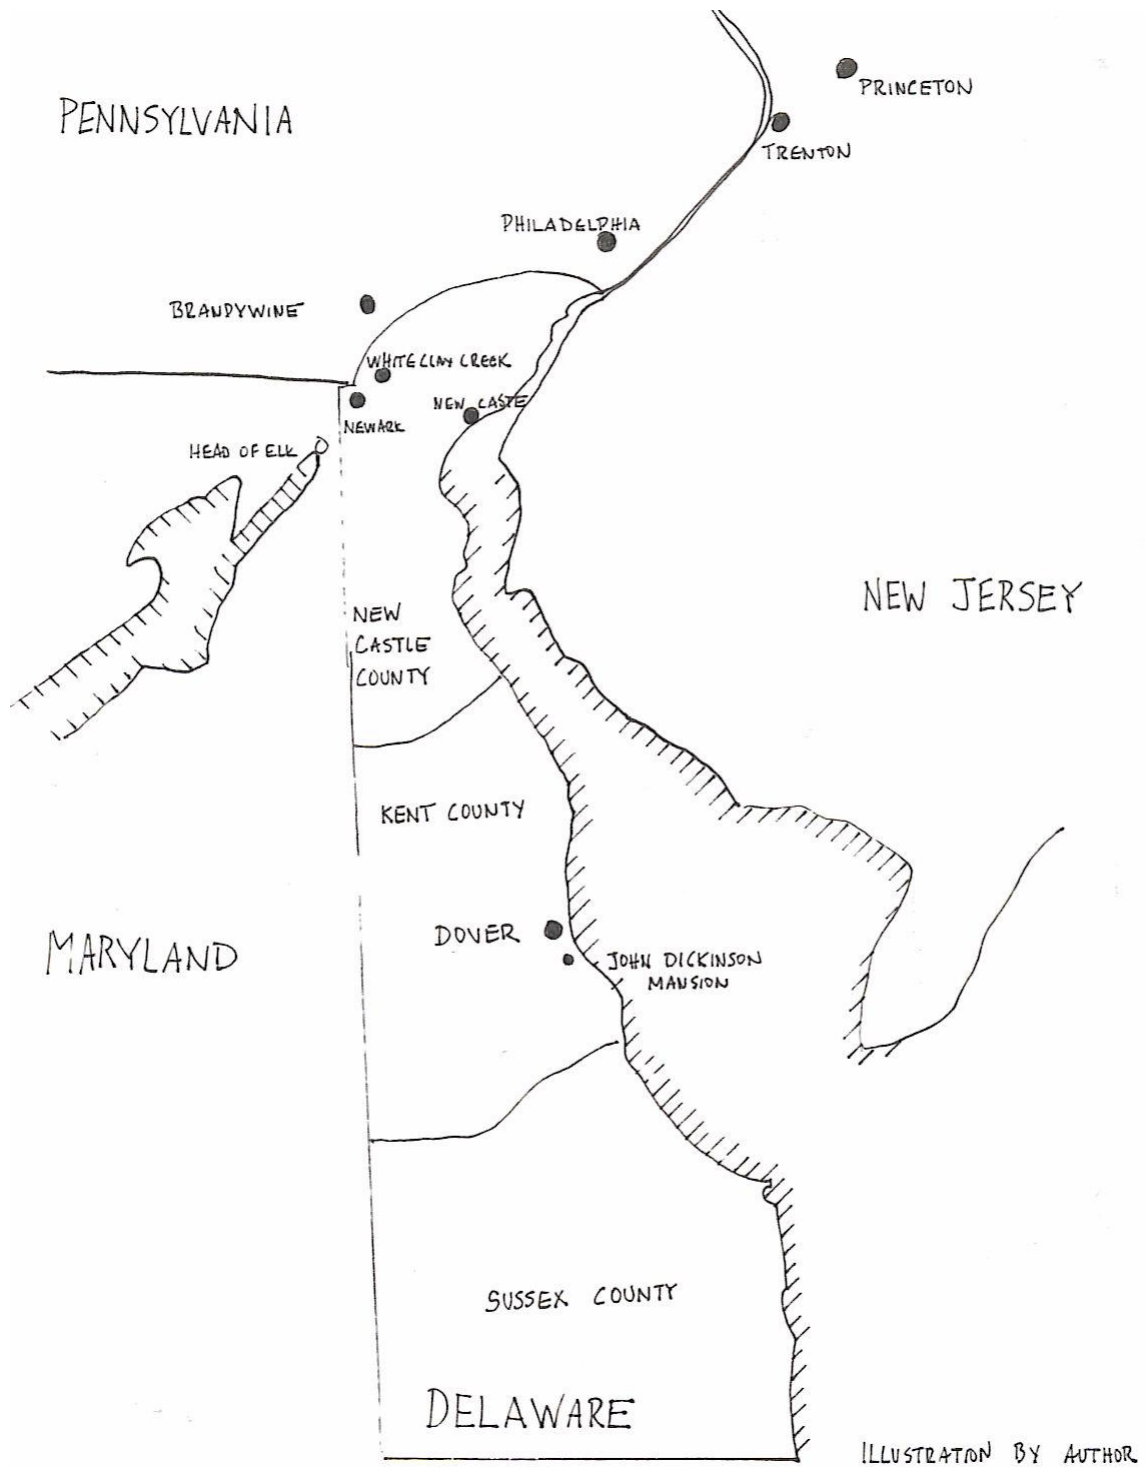 PRINCETON
PENNSYLVANIA
TRENTON
PHILADELPHIA
BRANDYWINE
WHITE CLAY CREEK
NEW CASTE
NEWARK
HEAD OF ELK
NEW JERSEY
NEW
CASTLE
COUNTY
KENT COUNTY
DOVER
MARYLAND
JOHN DICKINSON
MANSION
SUSSEX COUNTY
DELAWARE
ILLUSTRATION BY AUTHOR